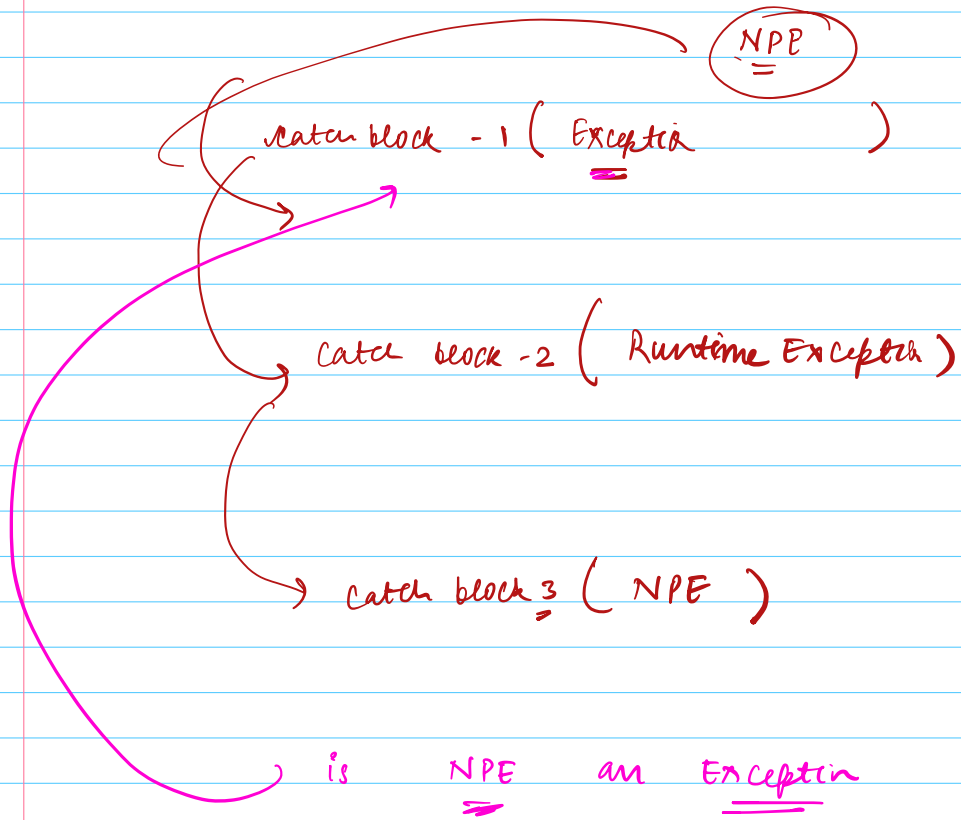 NPE
catch block - 1 ( Exception )
catch block - 2 ( Runtime Exception )
catch block 3 ( NPE )
is NPE an Exception